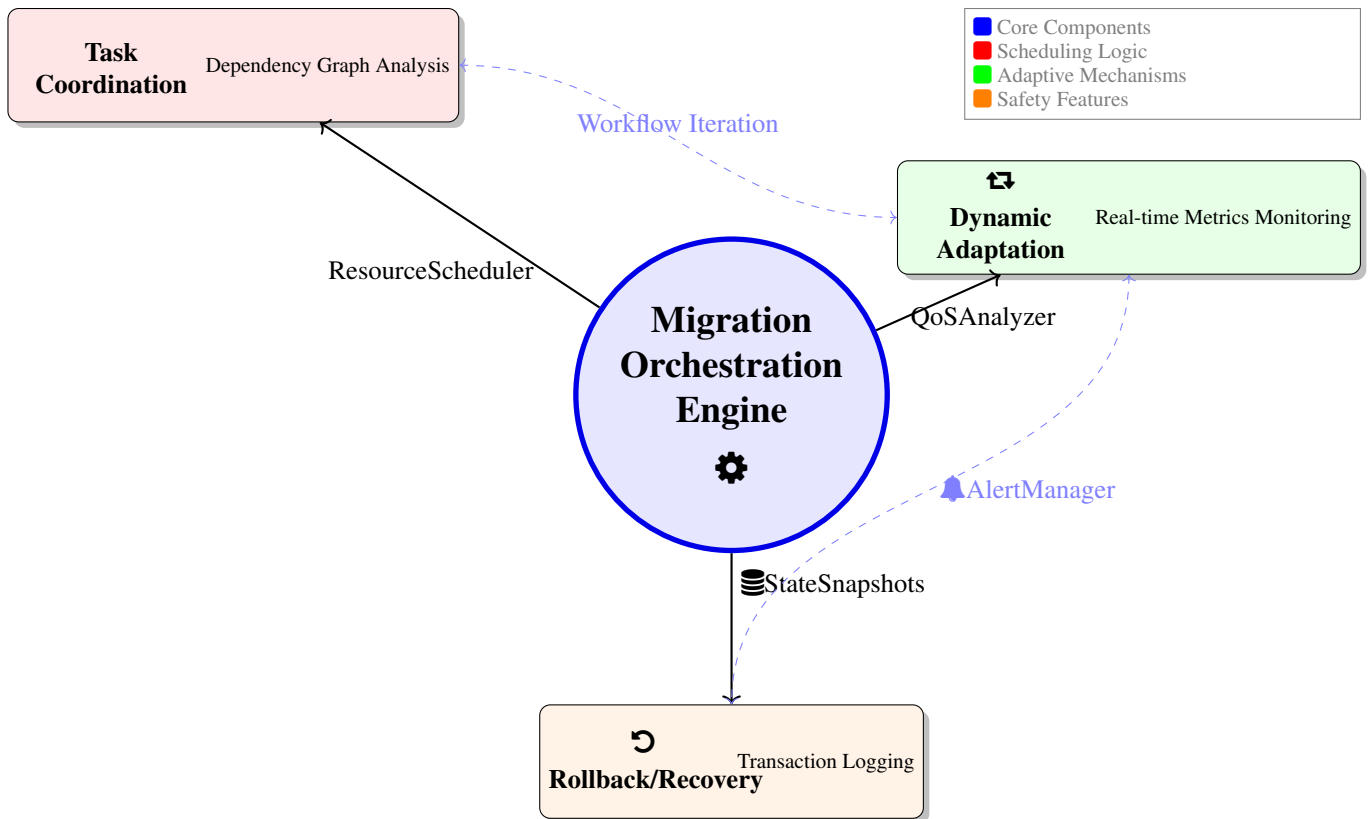 Task
Coordination
Dependency Graph Analysis
Core Components
Scheduling Logic
Adaptive Mechanisms
Safety Features
Workflow Iteration
Dynamic
Adaptation
Real-time Metrics Monitoring
ResourceScheduler
QoSAnalyzer
Migration
Orchestration
Engine
AlertManager
StateSnapshots
Rollback/Recovery
Transaction Logging